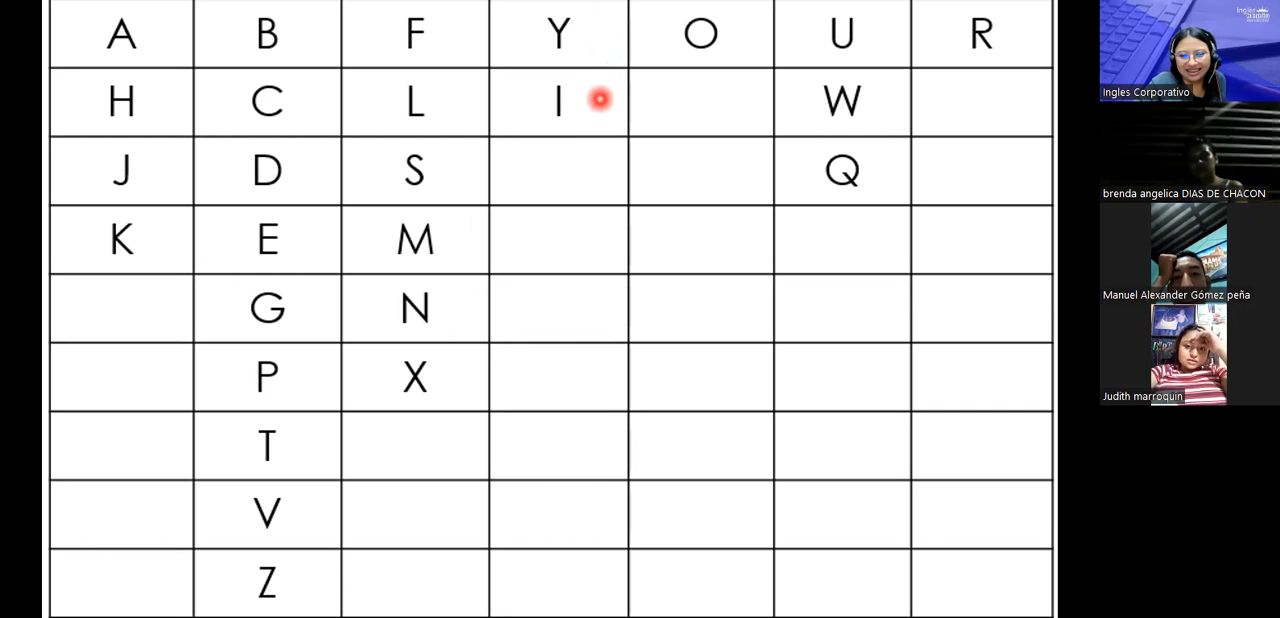 A B F Y O U R
H C L I W
J D S Q
K E M
G N
P X
T
V
Z
Ingles Corporativo
brenda angelica DIAS DE CHACON
Manuel Alexander Gómez peña
Judith marroquin